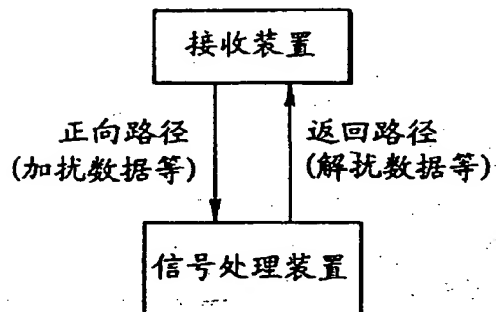 接收装置
正向路径
(加扰数据等)
返回路径
(解扰数据等)
信号处理装置